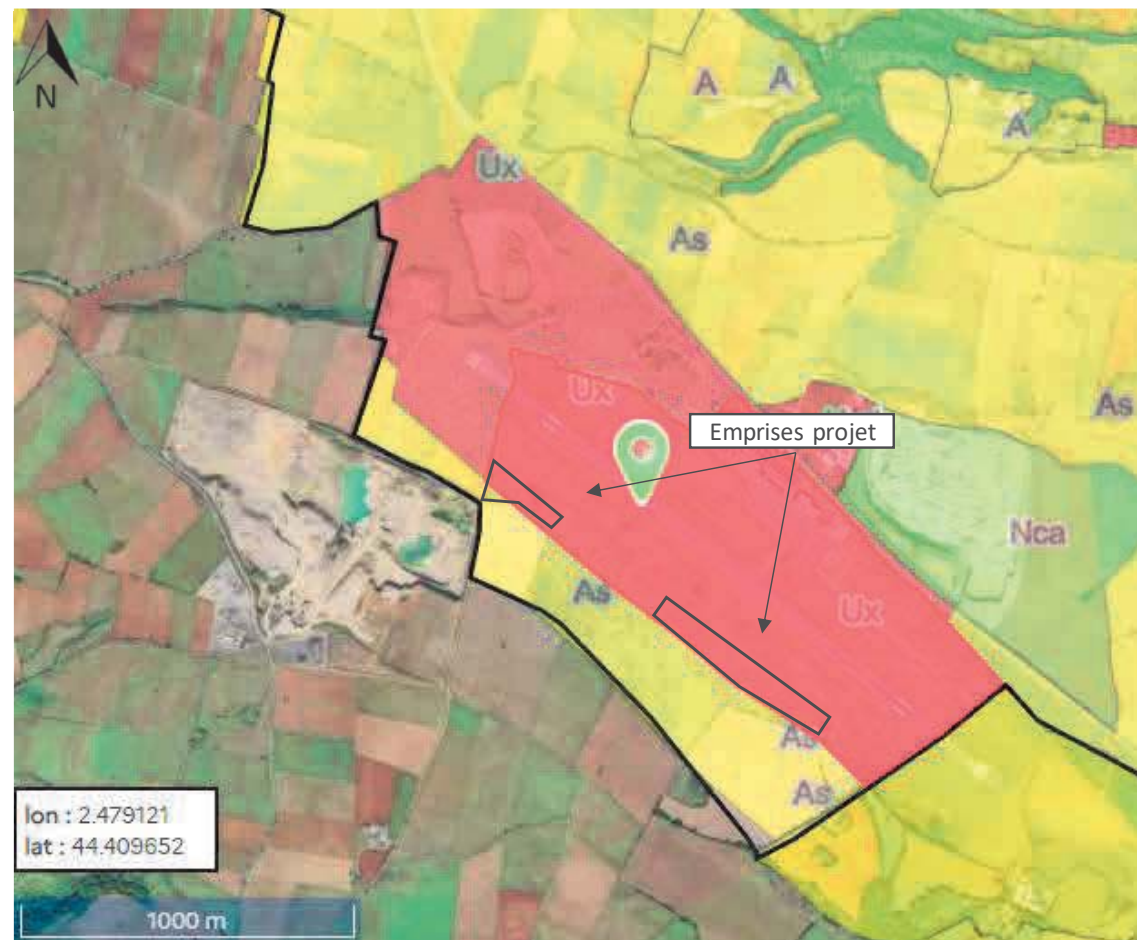 N
A
A
A
Ux
As
Ux
As
Emprises projet
Nca
As
Ux
As
As
lon : 2.479121
lat : 44.409652
1000 m